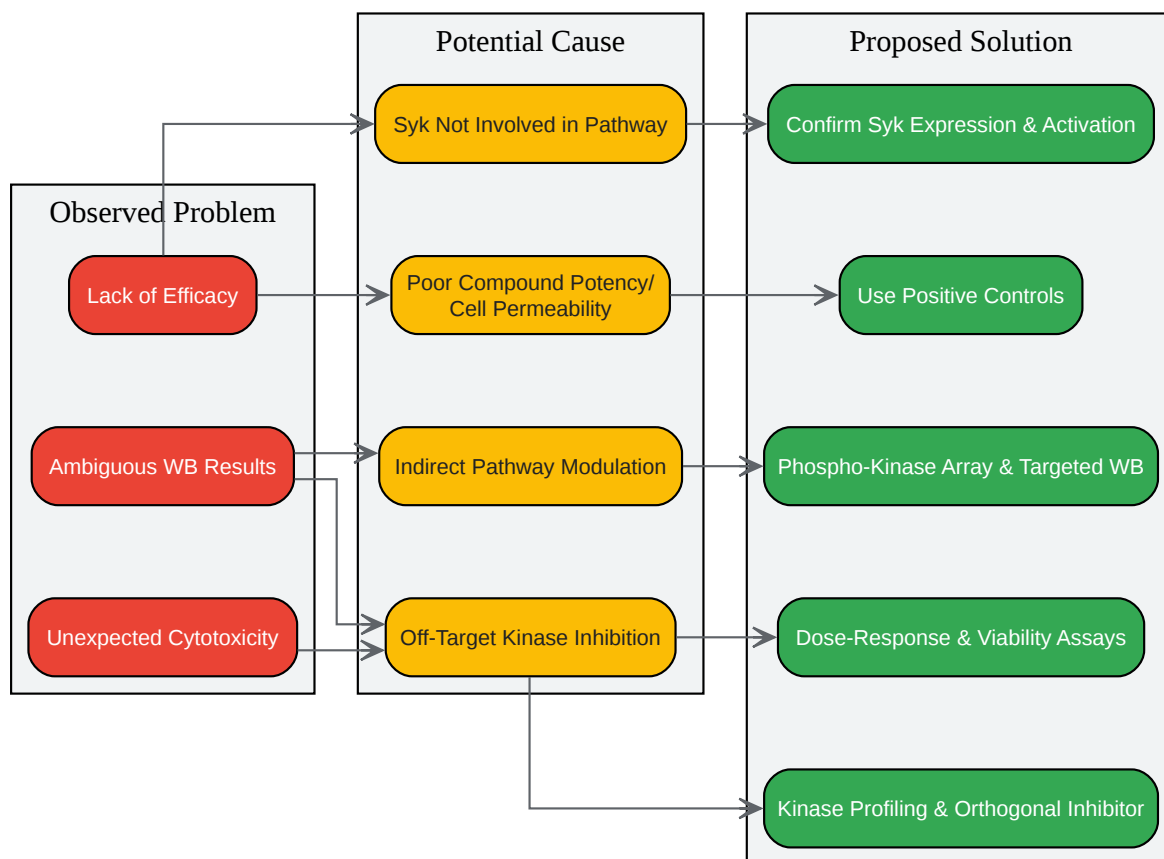 Observed Problem
Lack of Efficacy
Ambiguous WB Results
Unexpected Cytotoxicity
Potential Cause
Syk Not Involved in Pathway
Poor Compound Potency/
Cell Permeability
Indirect Pathway Modulation
Off-Target Kinase Inhibition
Proposed Solution
Confirm Syk Expression & Activation
Use Positive Controls
Phospho-Kinase Array & Targeted WB
Dose-Response & Viability Assays
Kinase Profiling & Orthogonal Inhibitor